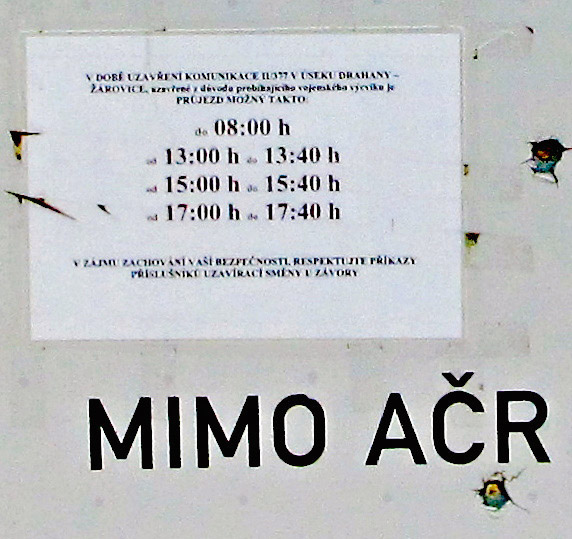 V DOBĚ UZAVŘENÍ KOMUNIKACE II/377 V ÚSEKU DRAHANY –
ŽÁROVICE, uzavřené z důvodu probíhajícího vojenského výcviku je
PRŮJEZD MOŽNÝ TAKTO:
do 08:00 h
od 13:00 h do 13:40 h
od 15:00 h do 15:40 h
od 17:00 h do 17:40 h
V ZÁJMU ZACHOVÁNÍ VAŠÍ BEZPEČNOSTI, RESPEKTUJTE PŘÍKAZY
PŘÍSLUŠNÍKŮ UZAVÍRACÍ SMĚNY U ZÁVORY
MIMO AČR